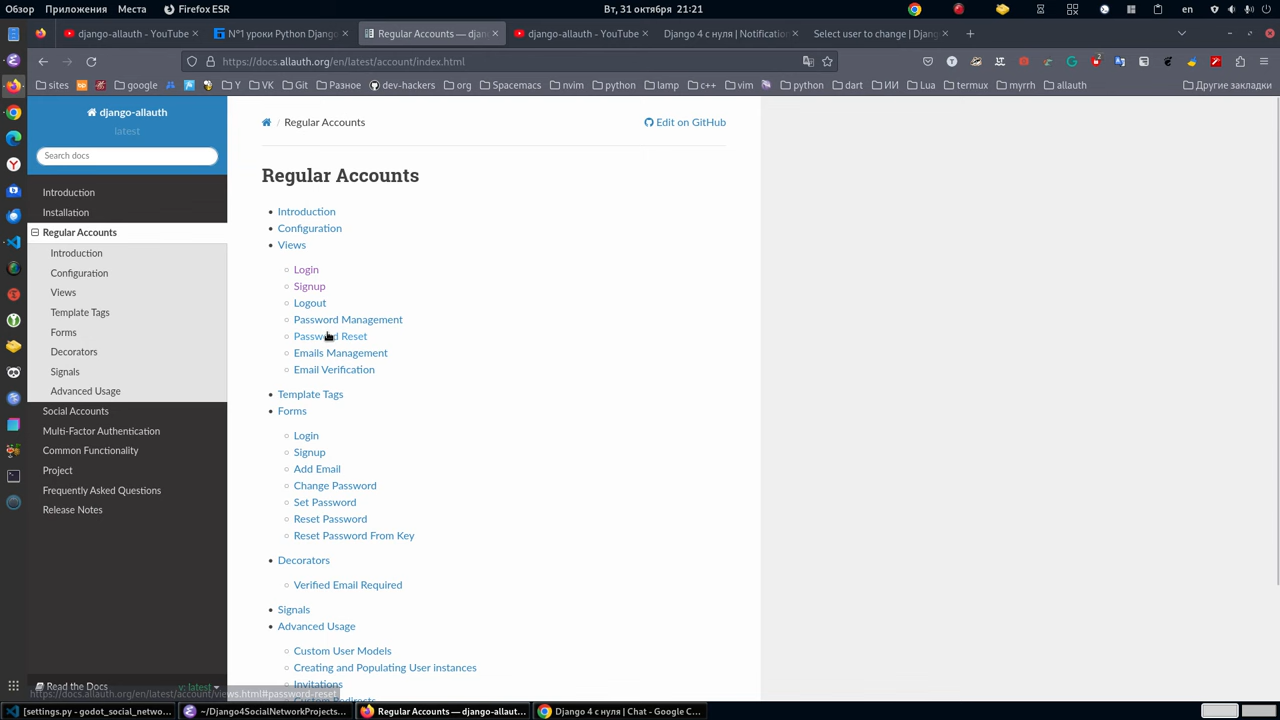 Обзор Приложения Места Firefox ESR Вт, 31 октября 21:21 en
django-allauth - YouTube
N°1 уроки Python Django
Regular Accounts — djan
django-allauth - YouTube
Django 4 с нуля | Notificatio
Select user to change | Djang
https://docs.allauth.org/en/latest/account/index.html
sites google Y VK Git Разное dev-hackers org Spacemacs nvim python lamp c++ vim python dart ИИ Lua termux myrrh allauth Другие закладки
django-allauth
latest
Search docs
Introduction
Installation
Regular Accounts
Introduction
Configuration
Views
Template Tags
Forms
Decorators
Signals
Advanced Usage
Social Accounts
Multi-Factor Authentication
Common Functionality
Project
Frequently Asked Questions
Release Notes
Read the Docs v: latest
Regular Accounts
Edit on GitHub
Regular Accounts
Introduction
Configuration
Views
Login
Signup
Logout
Password Management
Password Reset
Emails Management
Email Verification
Template Tags
Forms
Login
Signup
Add Email
Change Password
Set Password
Reset Password
Reset Password From Key
Decorators
Verified Email Required
Signals
Advanced Usage
Custom User Models
Creating and Populating User instances
Invitations
https://docs.allauth.org/en/latest/account/views.html#password-reset
[settings.py - godot_social_netwo...
~/Django4SocialNetworkProjects...
Regular Accounts — django-allaut...
Django 4 с нуля | Chat - Google C...